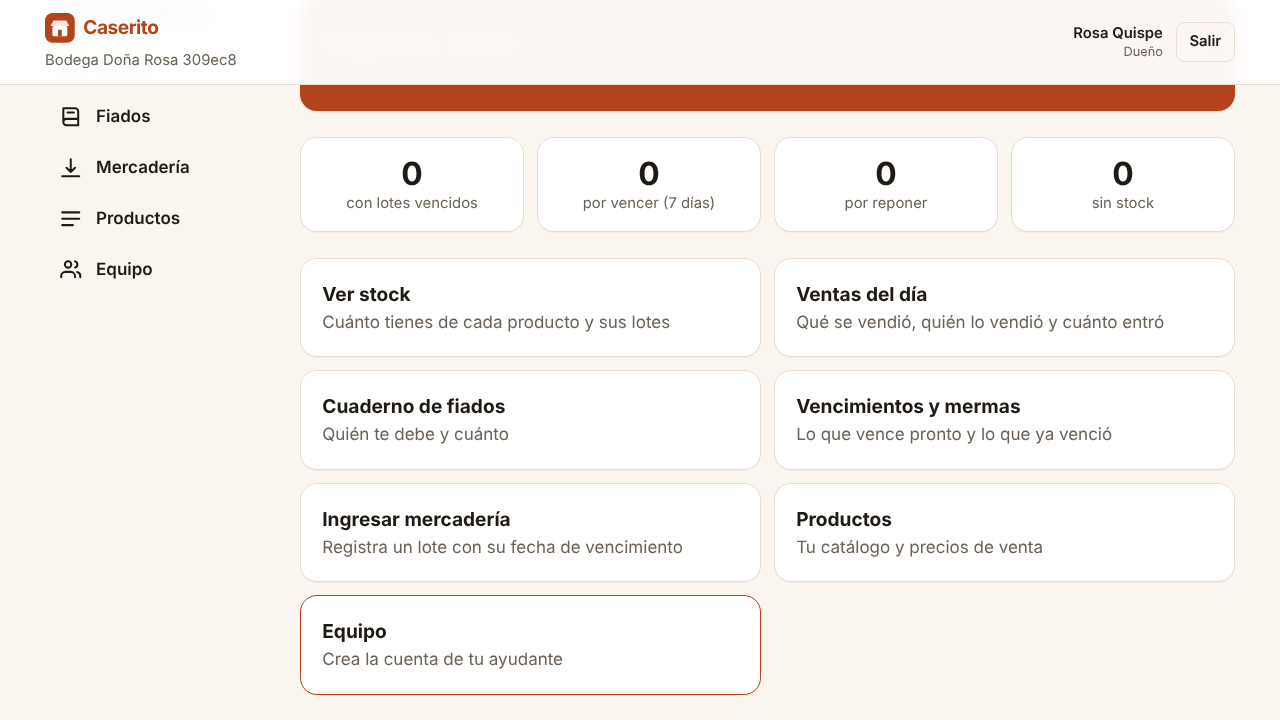 Caserito
Bodega Doña Rosa 309ec8
Rosa Quispe
Dueño
Salir
Fiados
Mercadería
Productos
Equipo
0
con lotes vencidos
0
por vencer (7 días)
0
por reponer
0
sin stock
Ver stock
Cuánto tienes de cada producto y sus lotes
Ventas del día
Qué se vendió, quién lo vendió y cuánto entró
Cuaderno de fiados
Quién te debe y cuánto
Vencimientos y mermas
Lo que vence pronto y lo que ya venció
Ingresar mercadería
Registra un lote con su fecha de vencimiento
Productos
Tu catálogo y precios de venta
Equipo
Crea la cuenta de tu ayudante